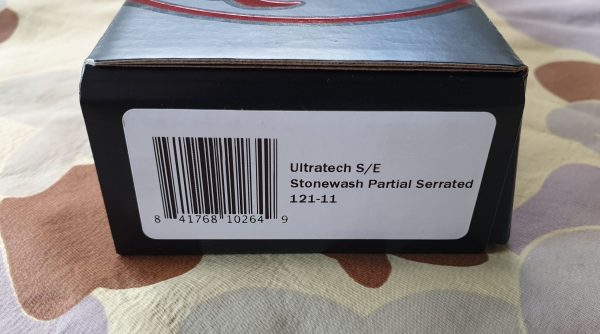 Ultratech S/E
Stonewash Partial Serrated
121-11
8 41768 10264 9